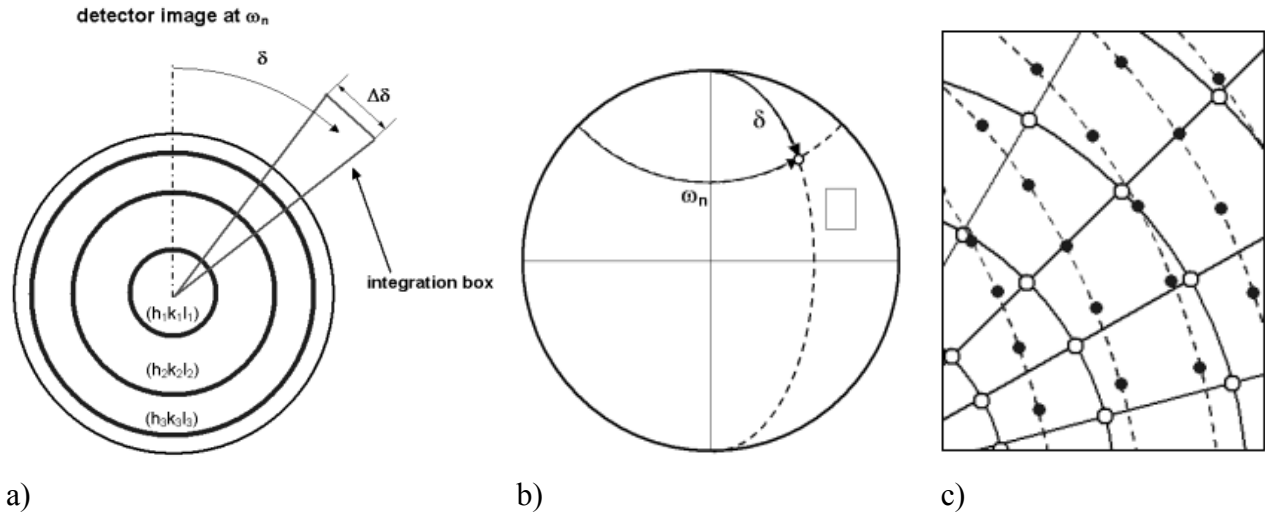 detector image at ωn
δ
Δδ
integration box
(h₁k₁l₁)
(h₂k₂l₂)
(h₃k₃l₃)
δ
ωn
a)
b)
c)